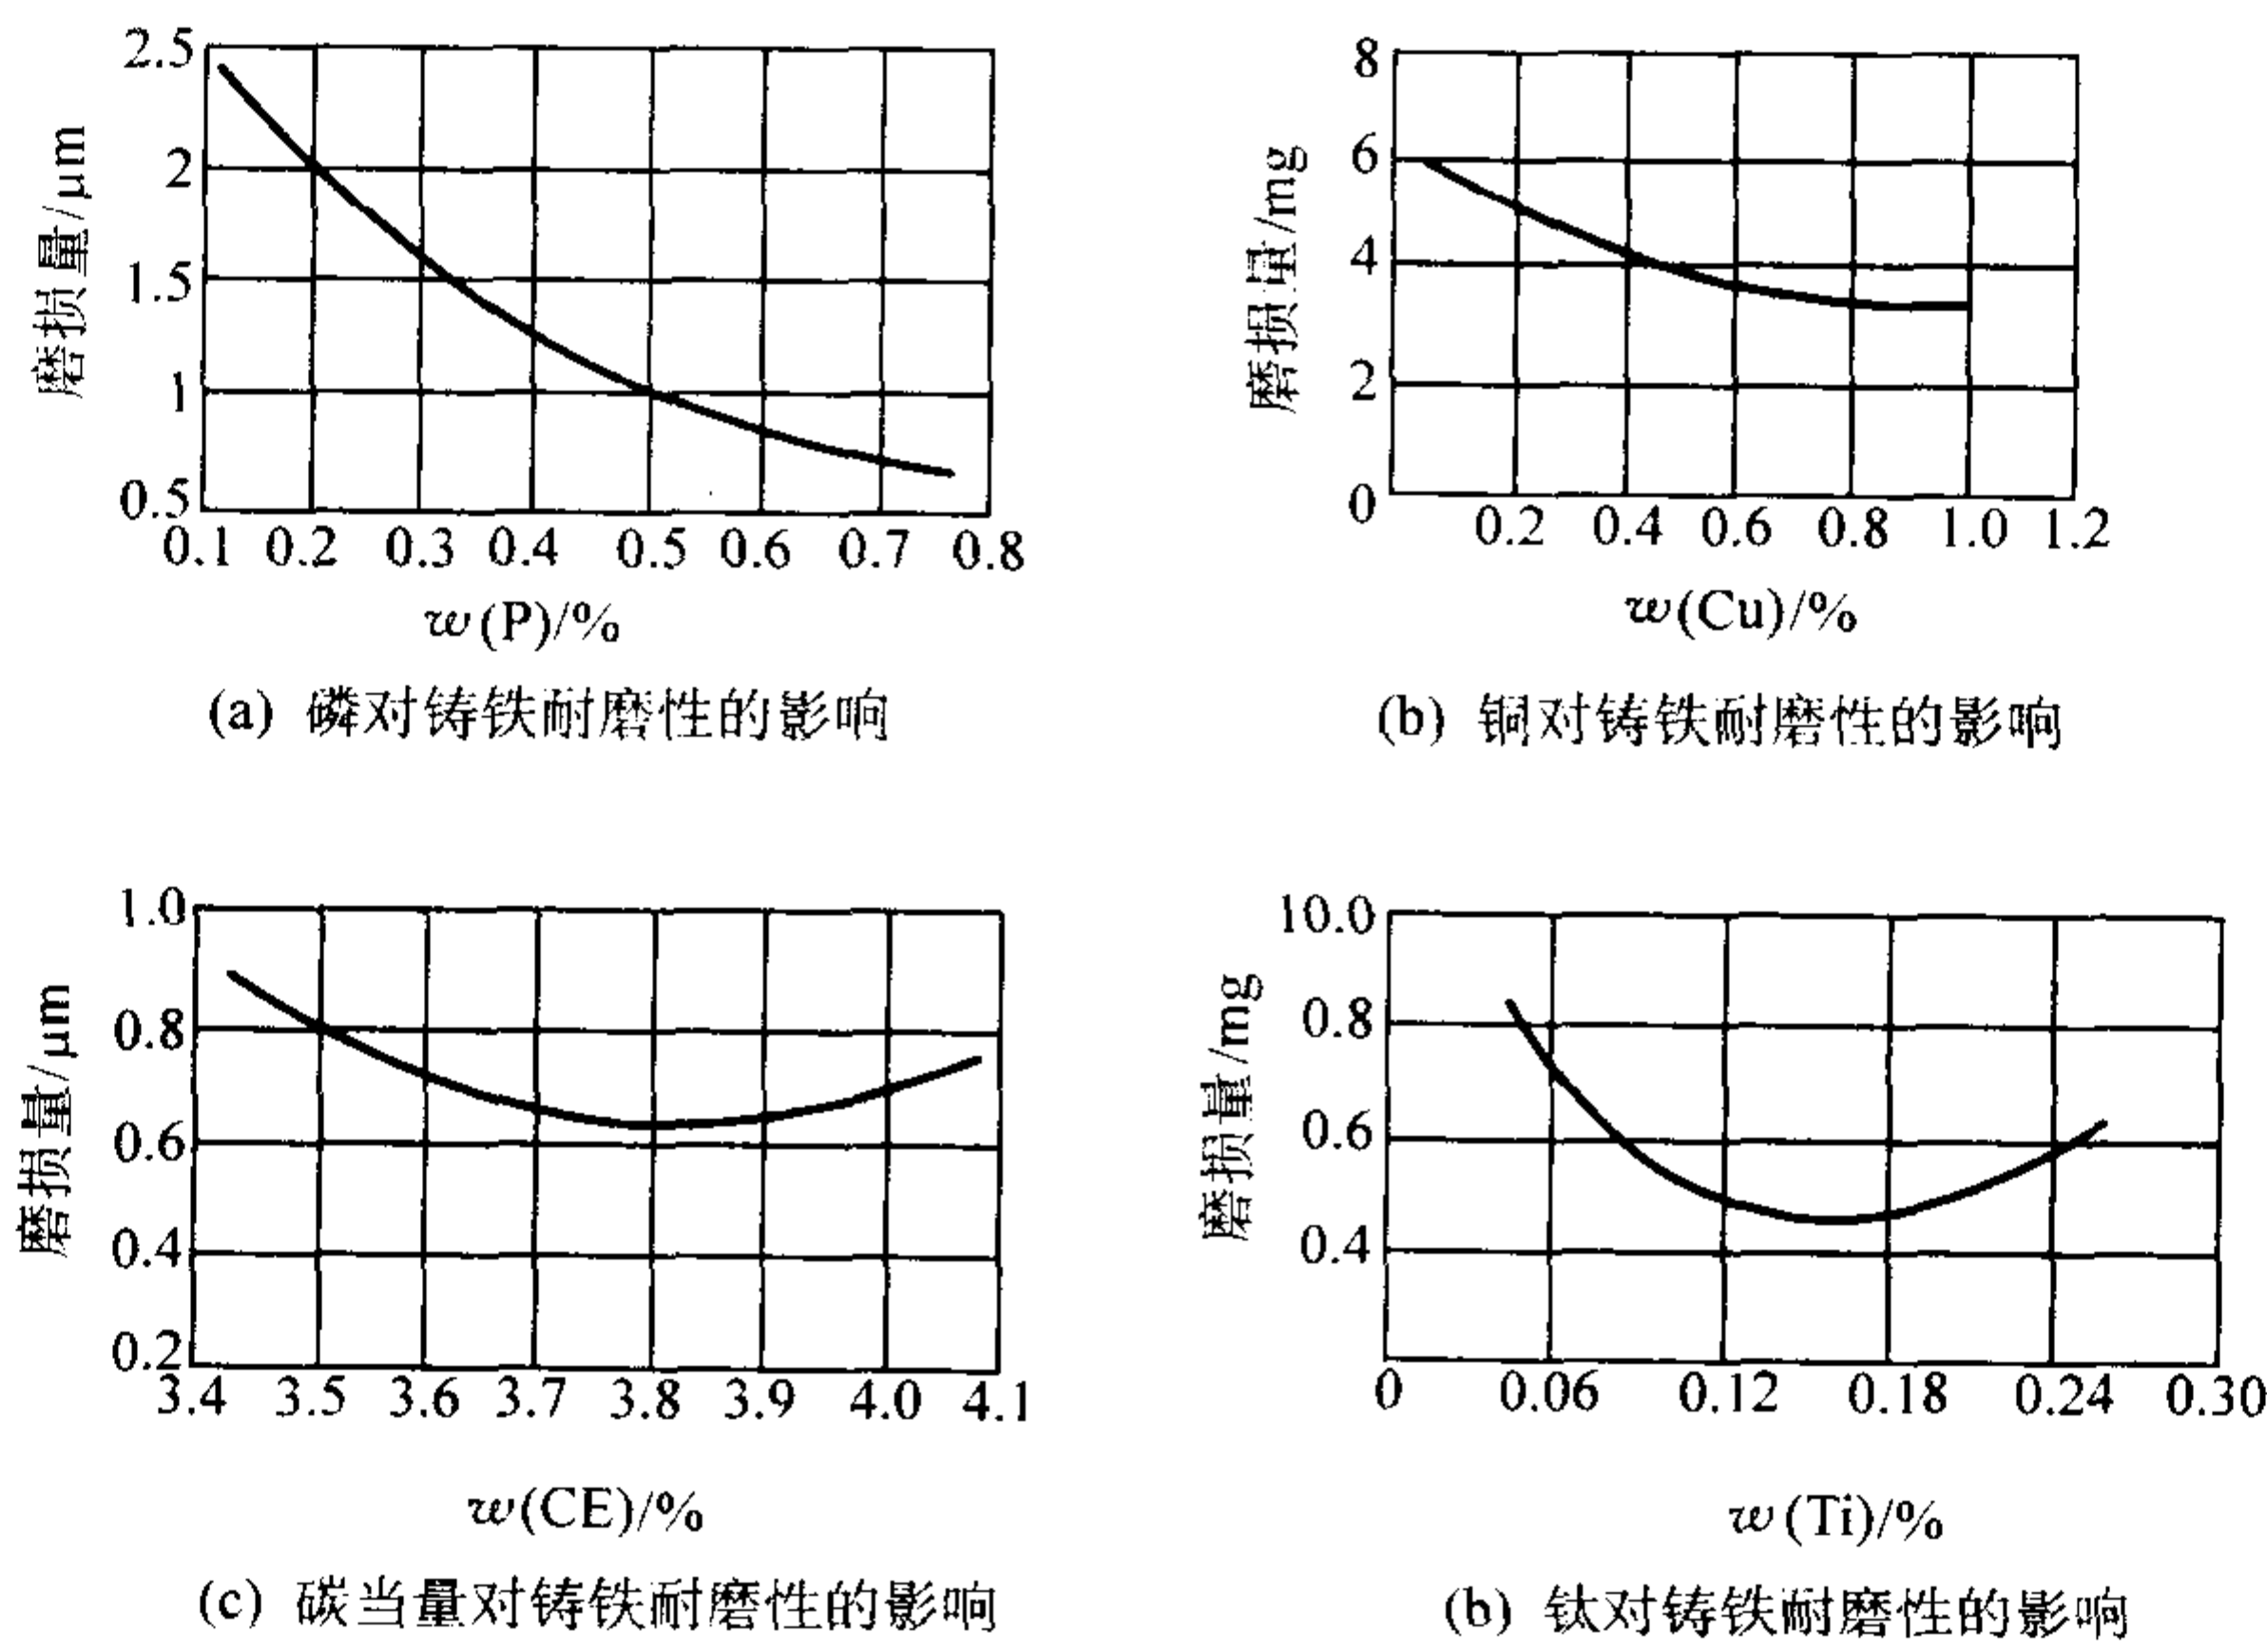 2.5
2
1.5
1
0.5
磨损量/μm
0.1 0.2 0.3 0.4 0.5 0.6 0.7 0.8
w(P)/%
(a) 磷对铸铁耐磨性的影响
8
6
4
2
0
磨损量/mg
0.2 0.4 0.6 0.8 1.0 1.2
w(Cu)/%
(b) 铜对铸铁耐磨性的影响
1.0
0.8
0.6
0.4
0.2
磨损量/μm
3.4 3.5 3.6 3.7 3.8 3.9 4.0 4.1
w(CE)/%
(c) 碳当量对铸铁耐磨性的影响
10.0
0.8
0.6
0.4
磨损量/mg
0 0.06 0.12 0.18 0.24 0.30
w(Ti)/%
(b) 钛对铸铁耐磨性的影响